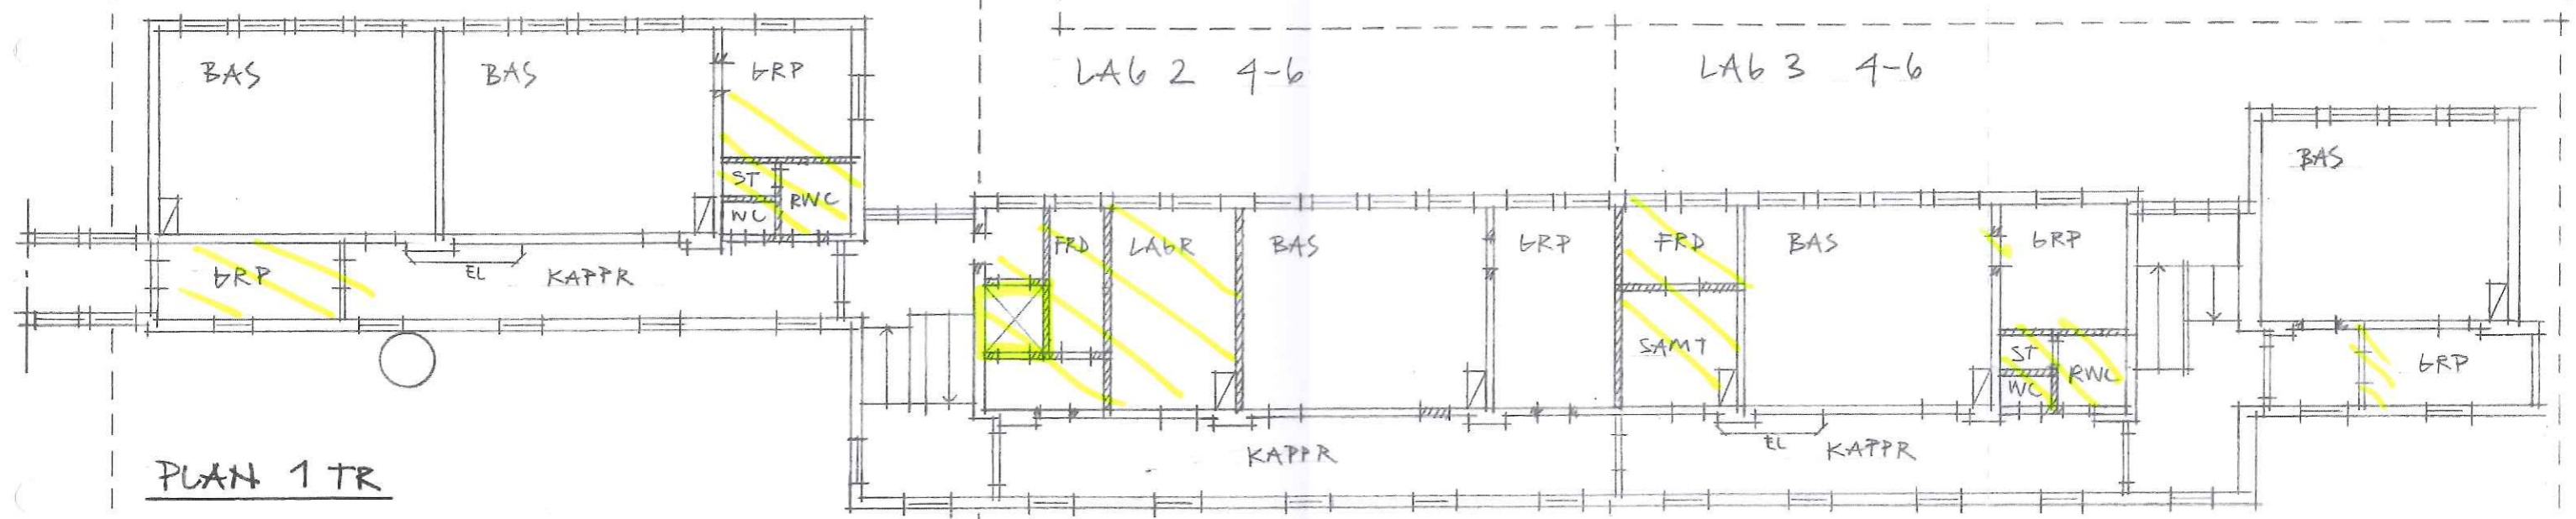 LAG 2 4-6
LAG 3 4-6
BAS
BAS
GRP
ST
WC
RWC
GRP
EL
KAPPR
FRD
LAGR
BAS
GRP
FRD
SAMT
BAS
GRP
ST
WC
RWC
BAS
GRP
KAPPR
EL
KAPPR
PLAN 1 TR